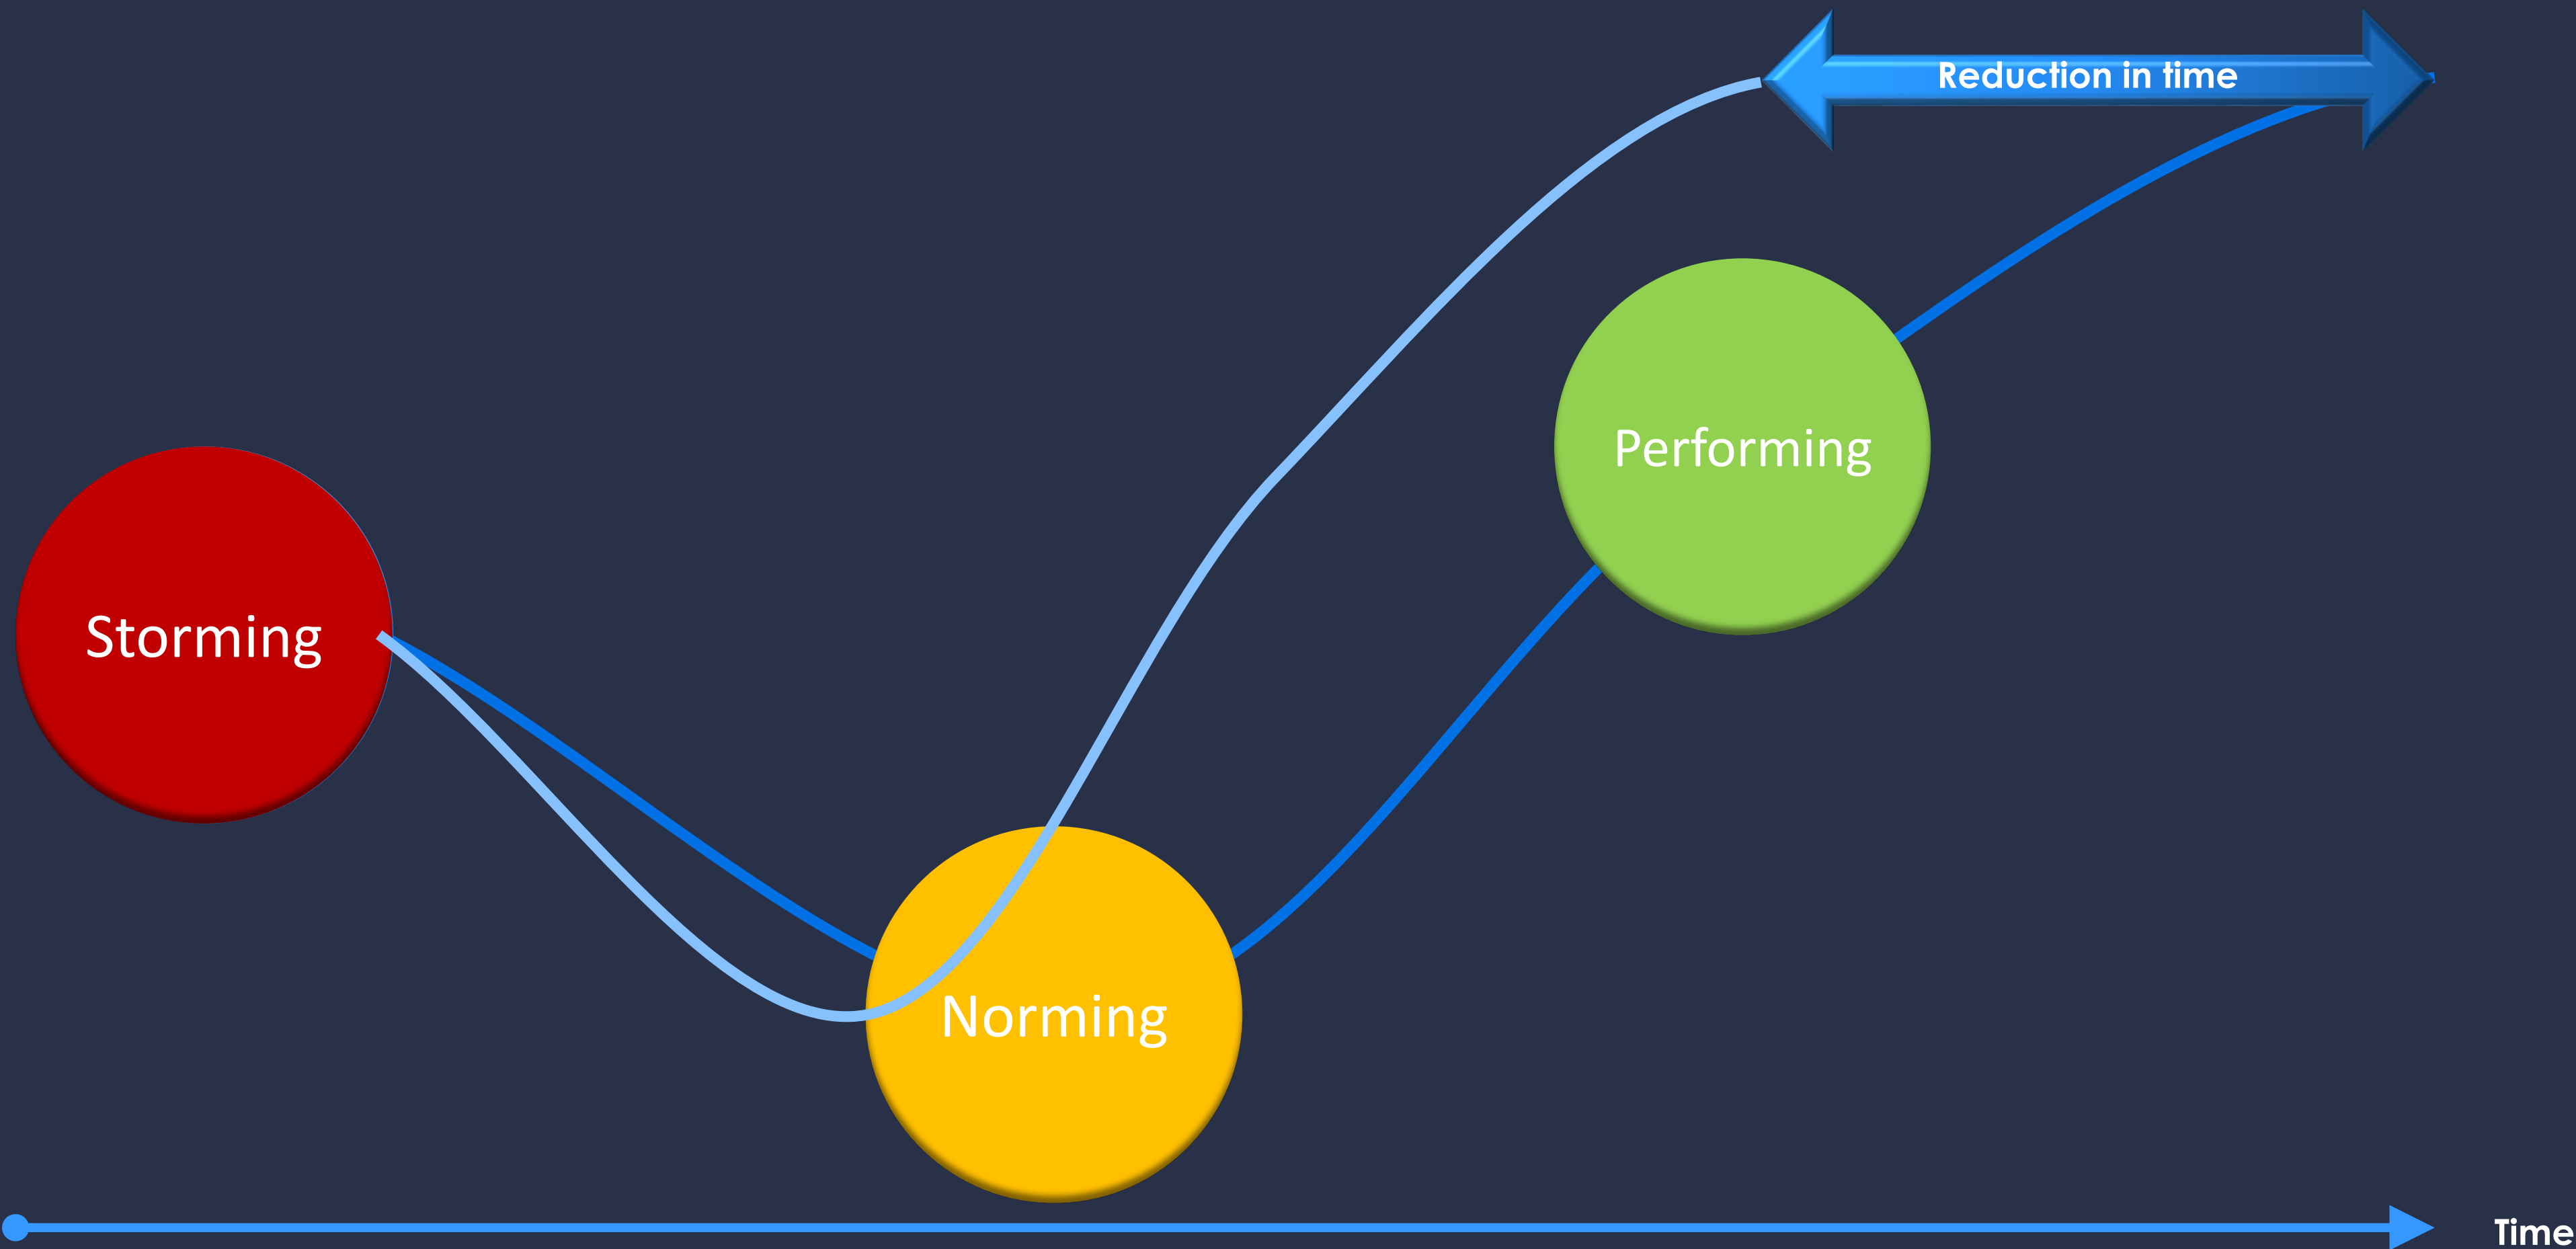 Reduction in time
Performing
Storming
Norming
Time